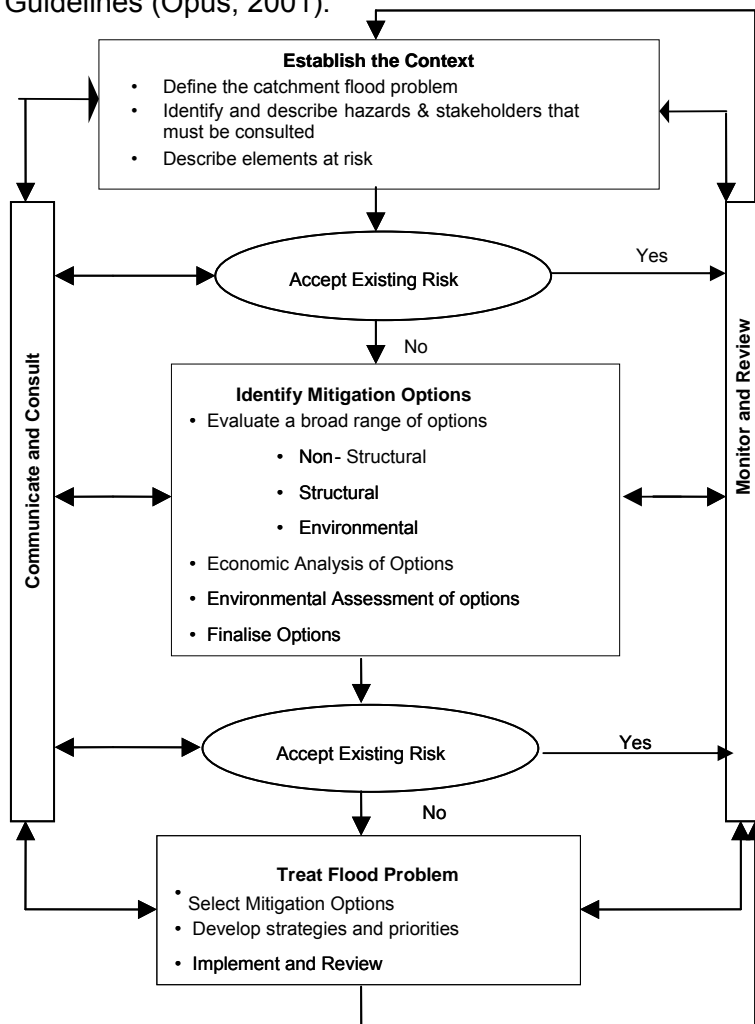 Guidelines (Opus, 2001).
Establish the Context
• Define the catchment flood problem
• Identify and describe hazards & stakeholders that
must be consulted
• Describe elements at risk
Accept Existing Risk
Yes
No
Communicate and Consult
Monitor and Review
Identify Mitigation Options
• Evaluate a broad range of options
• Non- Structural
• Structural
• Environmental
• Economic Analysis of Options
• Environmental Assessment of options
• Finalise Options
Accept Existing Risk
Yes
No
Treat Flood Problem
• Select Mitigation Options
• Develop strategies and priorities
• Implement and Review